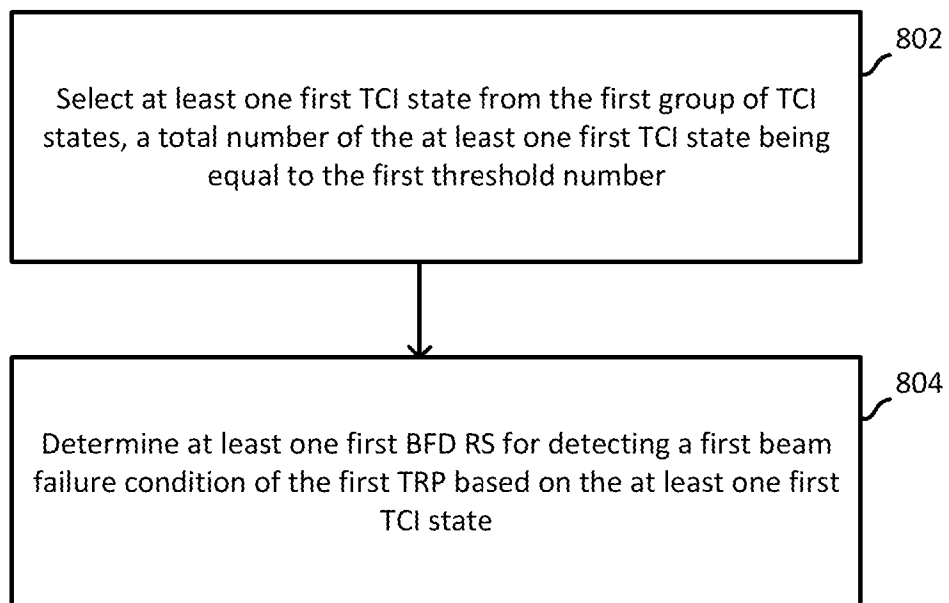 802
Select at least one first TCI state from the first group of TCI
states, a total number of the at least one first TCI state being
equal to the first threshold number
804
Determine at least one first BFD RS for detecting a first beam
failure condition of the first TRP based on the at least one first
TCI state